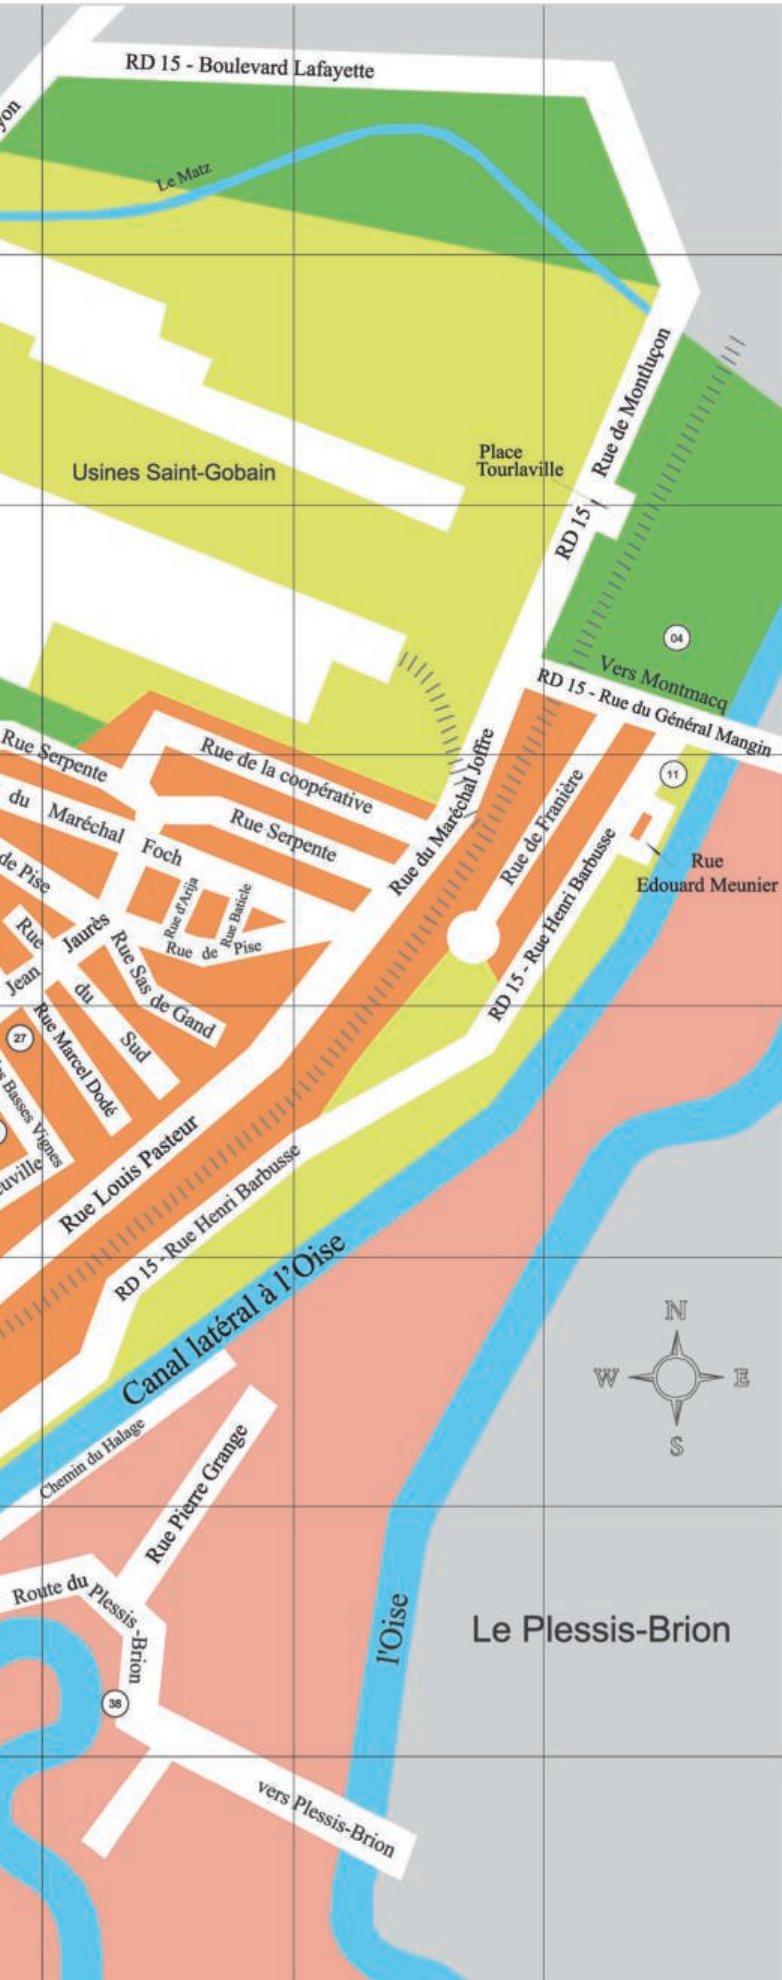 RD 15 - Boulevard Lafayette
yon
Le Matz
Rue de Montluçon
Place
Tourlaville
Usines Saint-Gobain
RD 15
04
Vers Montmacq
RD 15 - Rue du Général Mangin
Rue Serpente
Rue de la coopérative
11
Rue du Maréchal Joffre
du Maréchal Foch
Rue Serpente
Rue de Franière
de Pise
Rue
Edouard Meunier
Rue d'Arija
Rue Baticle
RD 15 - Rue Henri Barbusse
Rue de Pise
Rue
Jean Jaurès
Rue Sas de Gand
du
Sud
27
Rue Marcel Dodé
Basses Vignes
euville
Rue Louis Pasteur
RD 15 - Rue Henri Barbusse
Canal latéral à l'Oise
N
W
E
S
Chemin du Halage
Rue Pierre Grange
Route du Plessis-Brion
l'Oise
Le Plessis-Brion
38
vers Plessis-Brion